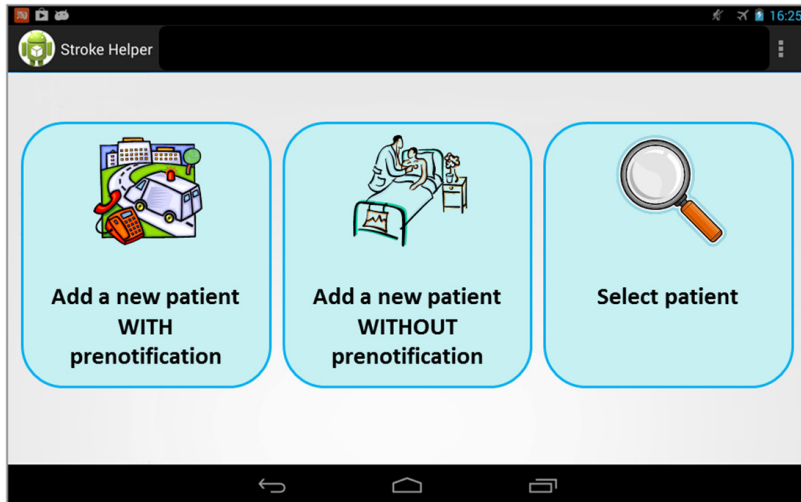 16:25
Stroke Helper
Add a new patient
WITH
prenotification
Add a new patient
WITHOUT
prenotification
Select patient